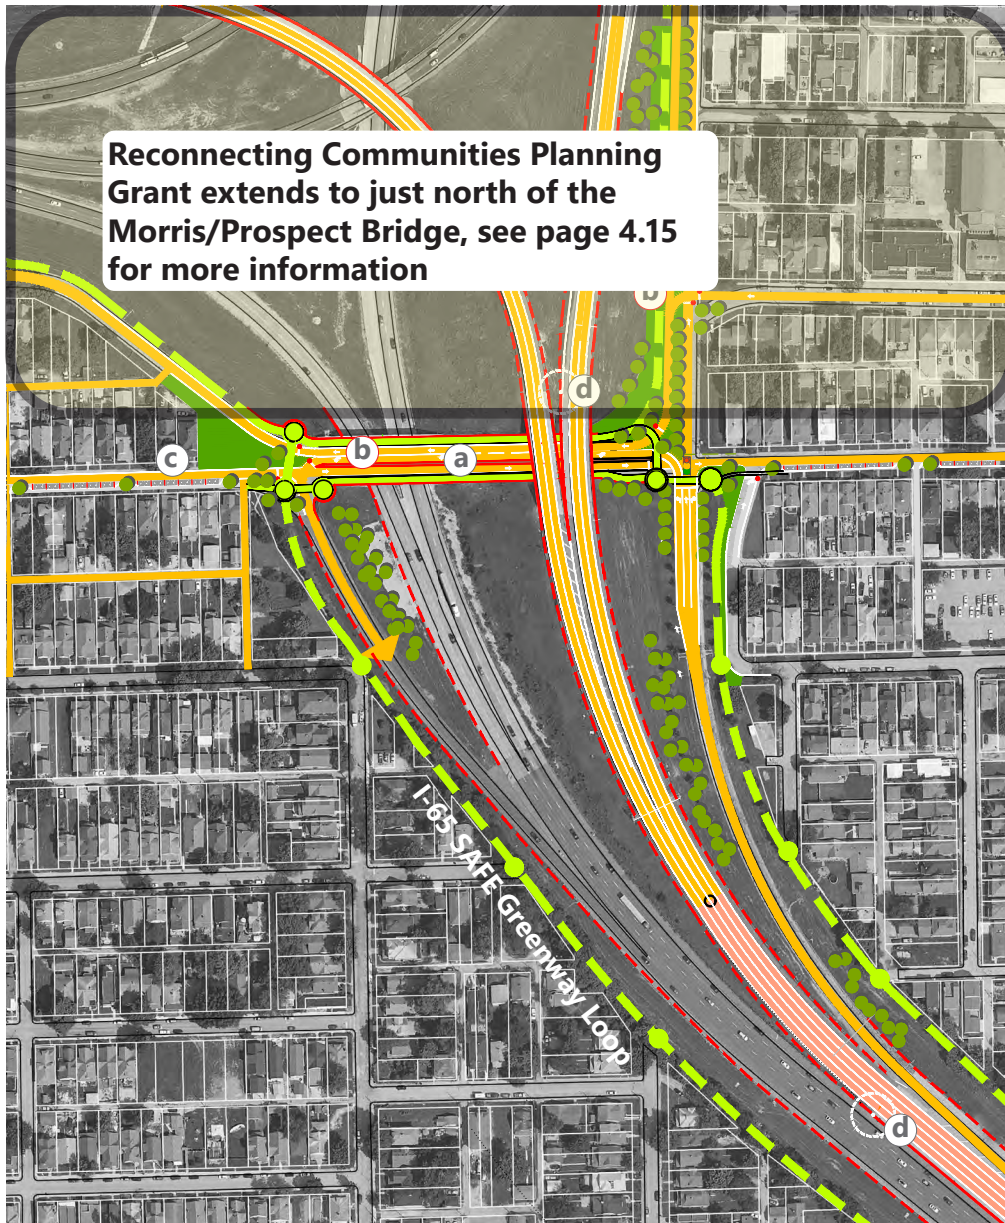 Reconnecting Communities Planning
Grant extends to just north of the
Morris/Prospect Bridge, see page 4.15
for more information
b
d
b
a
c
I-65 SAFE Greenway Loop
d